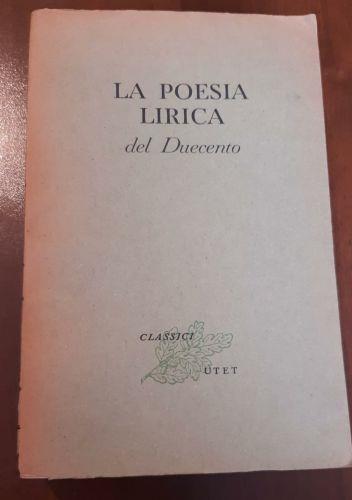 LA POESIA
LIRICA
del Duecento
CLASSICI
UTET